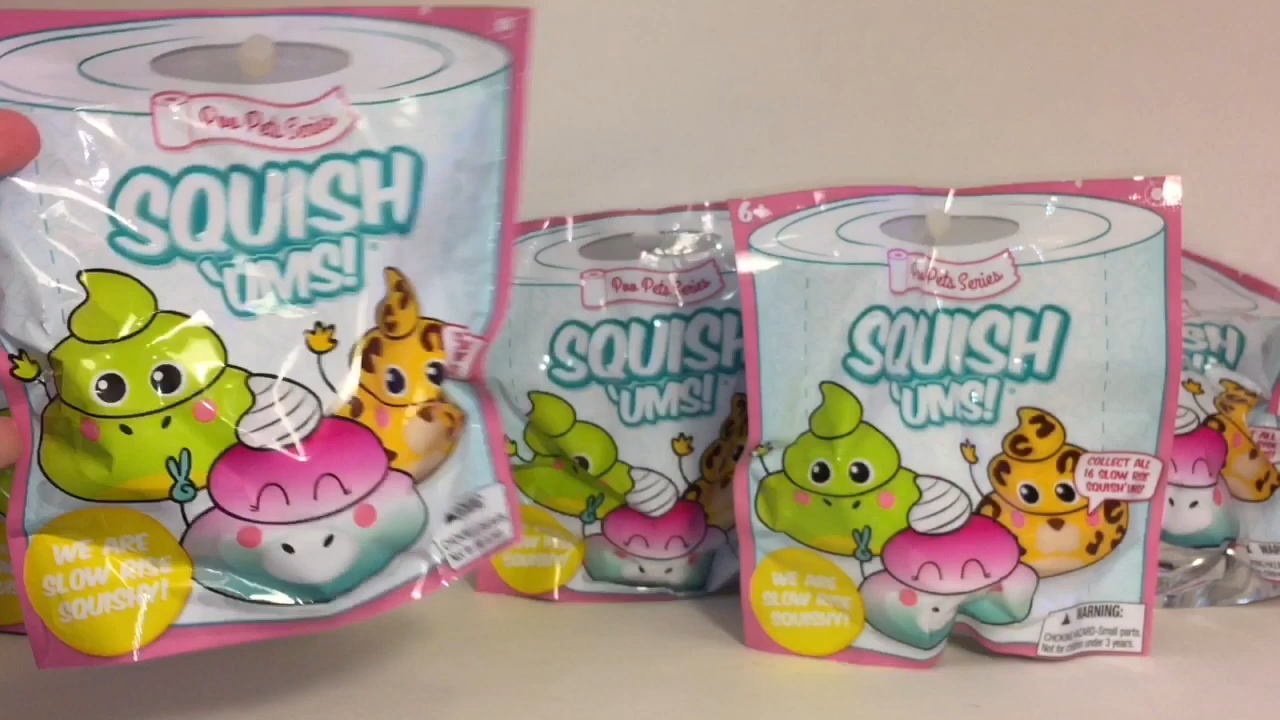 Poo Pets Series
SQUISH
'UMS!
WE ARE
SLOW RISE
SQUISHY!
Poo Pets Series
SQUISH
'UMS!
6+
Poo Pets Series
SQUISH
'UMS!
COLLECT ALL
16 SLOW RISE
SQUISH'UMS!
WE ARE
SLOW RISE
SQUISHY!
WARNING:
CHOKING HAZARD-Small parts.
Not for children under 3 years.
SH